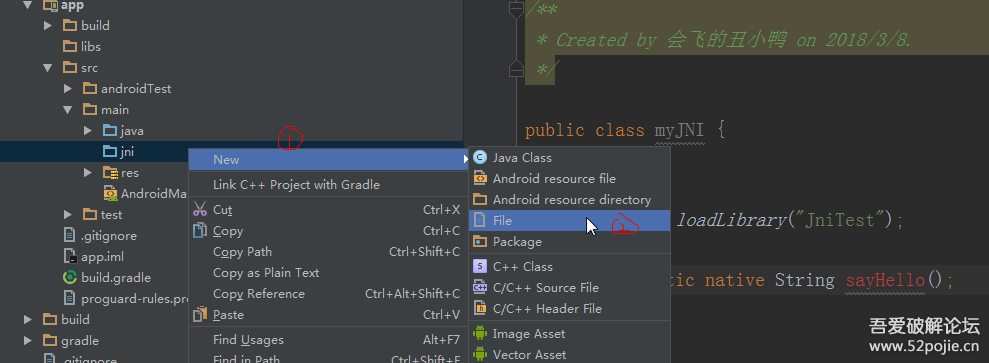 app
build
libs
src
androidTest
main
java
jni
res
AndroidMa
test
.gitignore
app.iml
build.gradle
proguard-rules.pro
build
gradle
.gitignore
New
Link C++ Project with Gradle
Cut Ctrl+X
Copy Ctrl+C
Copy Path Ctrl+Shift+C
Copy as Plain Text
Copy Reference Ctrl+Alt+Shift+C
Paste Ctrl+V
Find Usages Alt+F7
Find in Path Ctrl+Shift+F
Java Class
Android resource file
Android resource directory
File
Package
C++ Class
C/C++ Source File
C/C++ Header File
Image Asset
Vector Asset
/**
* Created by 会飞的丑小鸭 on 2018/3/8.
*/
public class myJNI {
loadLibrary("JniTest");
tic native String sayHello();
吾爱破解论坛
www.52pojie.cn